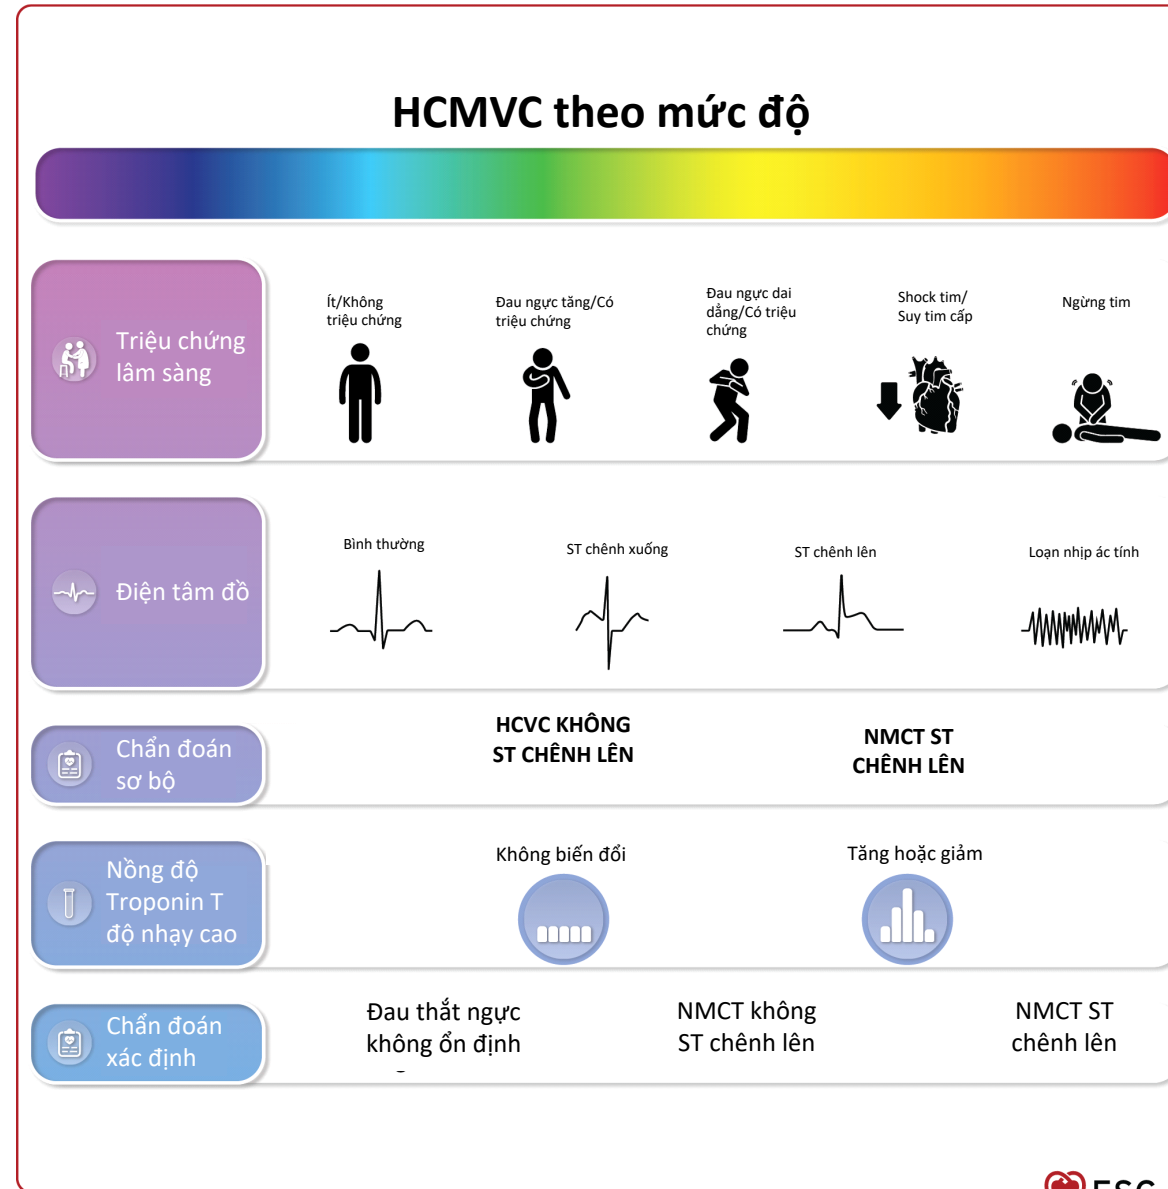 HCMVC theo mức độ
Triệu chứng
lâm sàng
Ít/Không
triệu chứng
Đau ngực tăng/Có
triệu chứng
Đau ngực dai
dẳng/Có triệu
chứng
Shock tim/
Suy tim cấp
Ngừng tim
Điện tâm đồ
Bình thường
ST chênh xuống
ST chênh lên
Loạn nhịp ác tính
Chẩn đoán
sơ bộ
HCVC KHÔNG
ST CHÊNH LÊN
NMCT ST
CHÊNH LÊN
Nồng độ
Troponin T
độ nhạy cao
Không biến đổi
Tăng hoặc giảm
Chẩn đoán
xác định
Đau thắt ngực
không ổn định
NMCT không
ST chênh lên
NMCT ST
chênh lên
ESC